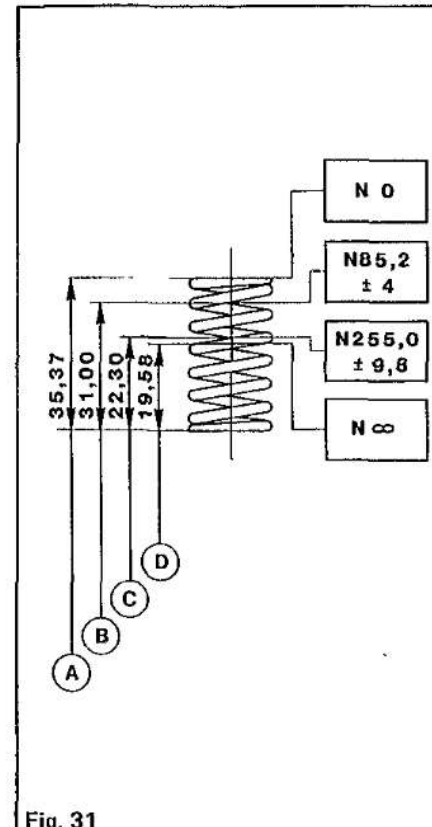 N 0
N85,2
± 4
N255,0
± 9,8
N ∞
35,37
31,00
22,30
19,58
D
C
B
A
Fig. 31